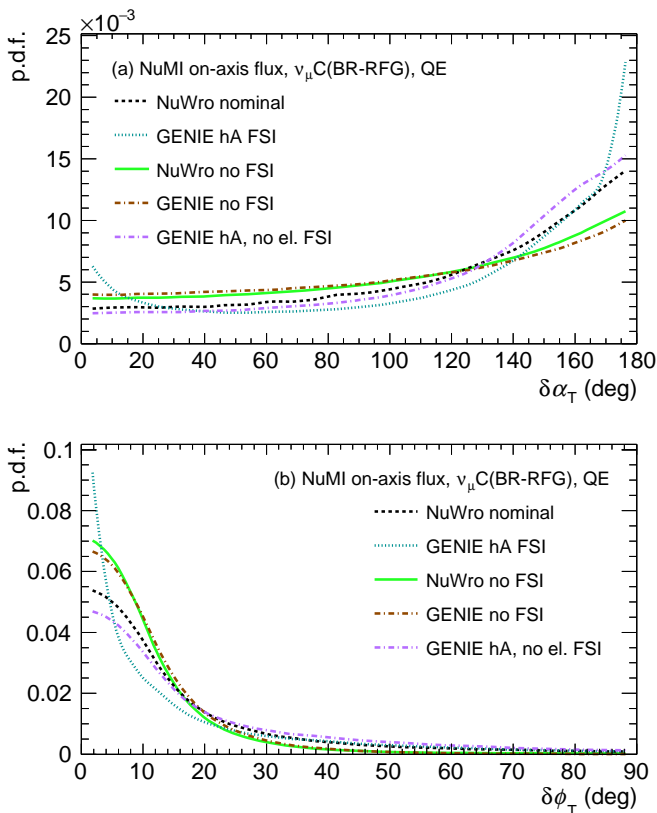 ×10⁻³
p.d.f.
25
20
15
10
5
0
(a) NuMI on-axis flux, νμC(BR-RFG), QE
NuWro nominal
GENIE hA FSI
NuWro no FSI
GENIE no FSI
GENIE hA, no el. FSI
0 20 40 60 80 100 120 140 160 180
δαT (deg)
p.d.f.
0.1
0.08
0.06
0.04
0.02
0
(b) NuMI on-axis flux, νμC(BR-RFG), QE
NuWro nominal
GENIE hA FSI
NuWro no FSI
GENIE no FSI
GENIE hA, no el. FSI
0 10 20 30 40 50 60 70 80 90
δϕT (deg)